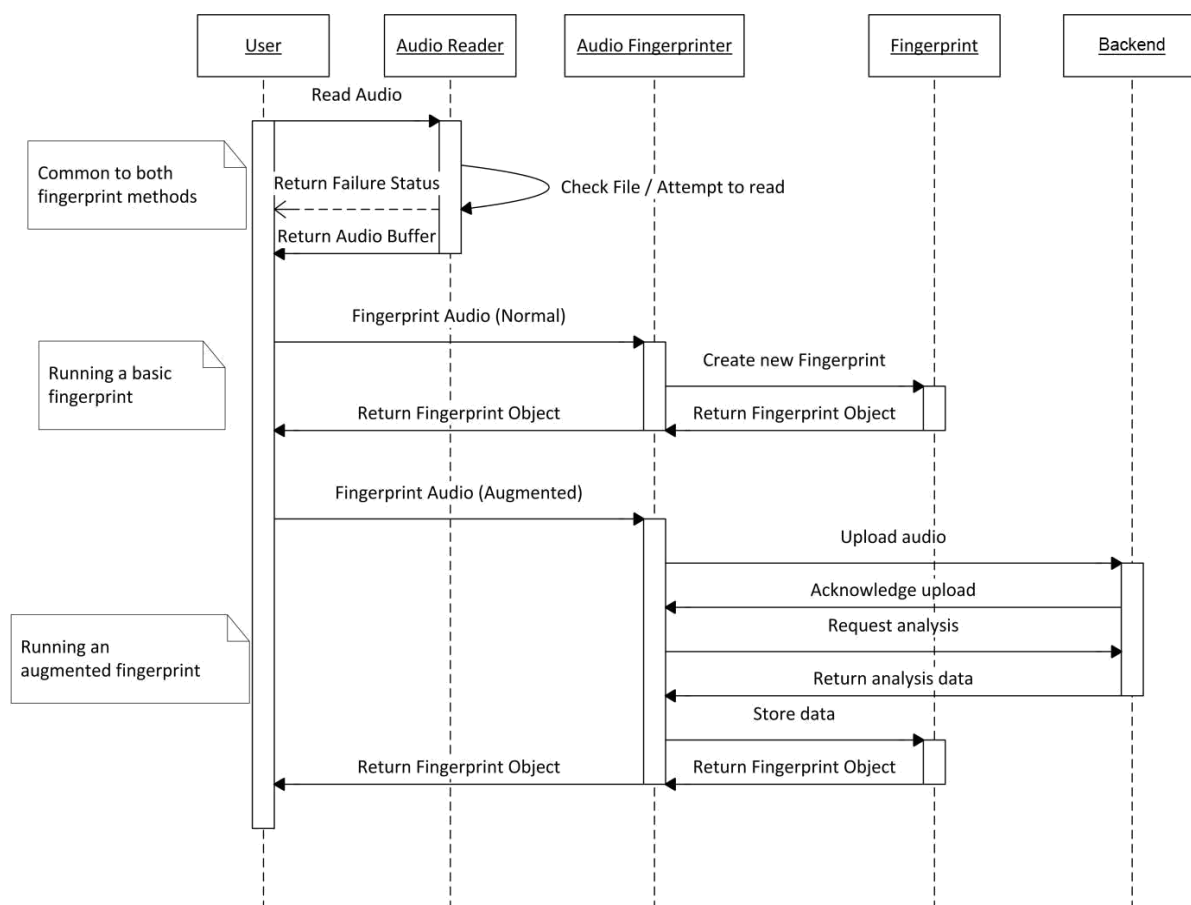 User
Audio Reader
Audio Fingerprinter
Fingerprint
Backend
Read Audio
Common to both
fingerprint methods
Return Failure Status
Check File / Attempt to read
Return Audio Buffer
Fingerprint Audio (Normal)
Running a basic
fingerprint
Create new Fingerprint
Return Fingerprint Object
Return Fingerprint Object
Fingerprint Audio (Augmented)
Upload audio
Acknowledge upload
Running an
augmented fingerprint
Request analysis
Return analysis data
Store data
Return Fingerprint Object
Return Fingerprint Object